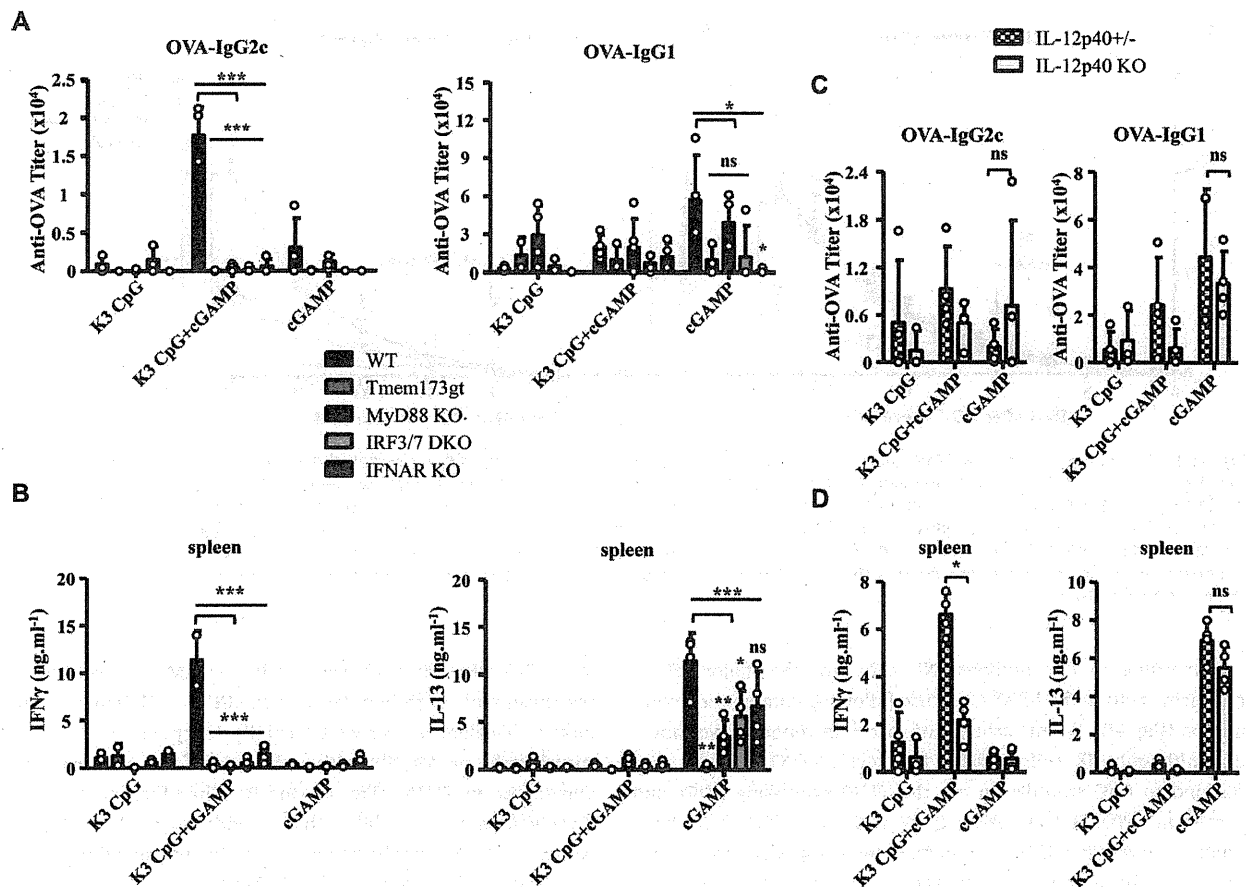 A
OVA-IgG2c
Anti-OVA Titer (x10⁴)
2.5
2
1.5
1
0.5
0
***
***
K3 CpG
K3 CpG+cGAMP
cGAMP
OVA-IgG1
Anti-OVA Titer (x10⁴)
15
12
9
6
3
0
*
ns
*
K3 CpG
K3 CpG+cGAMP
cGAMP
WT
Tmem173gt
MyD88 KO
IRF3/7 DKO
IFNAR KO
IL-12p40+/-
IL-12p40 KO
C
OVA-IgG2c
Anti-OVA Titer (x10⁴)
2.4
1.8
1.2
0.6
0
ns
K3 CpG
K3 CpG+cGAMP
cGAMP
OVA-IgG1
Anti-OVA Titer (x10⁴)
8
6
4
2
0
ns
K3 CpG
K3 CpG+cGAMP
cGAMP
B
spleen
IFNγ (ng.ml⁻¹)
20
15
10
5
0
***
***
K3 CpG
K3 CpG+cGAMP
cGAMP
spleen
IL-13 (ng.ml⁻¹)
20
15
10
5
0
***
** ** * ns
K3 CpG
K3 CpG+cGAMP
cGAMP
D
spleen
IFNγ (ng.ml⁻¹)
8
6
4
2
0
*
K3 CpG
K3 CpG+cGAMP
cGAMP
spleen
IL-13 (ng.ml⁻¹)
10
8
6
4
2
0
ns
K3 CpG
K3 CpG+cGAMP
cGAMP